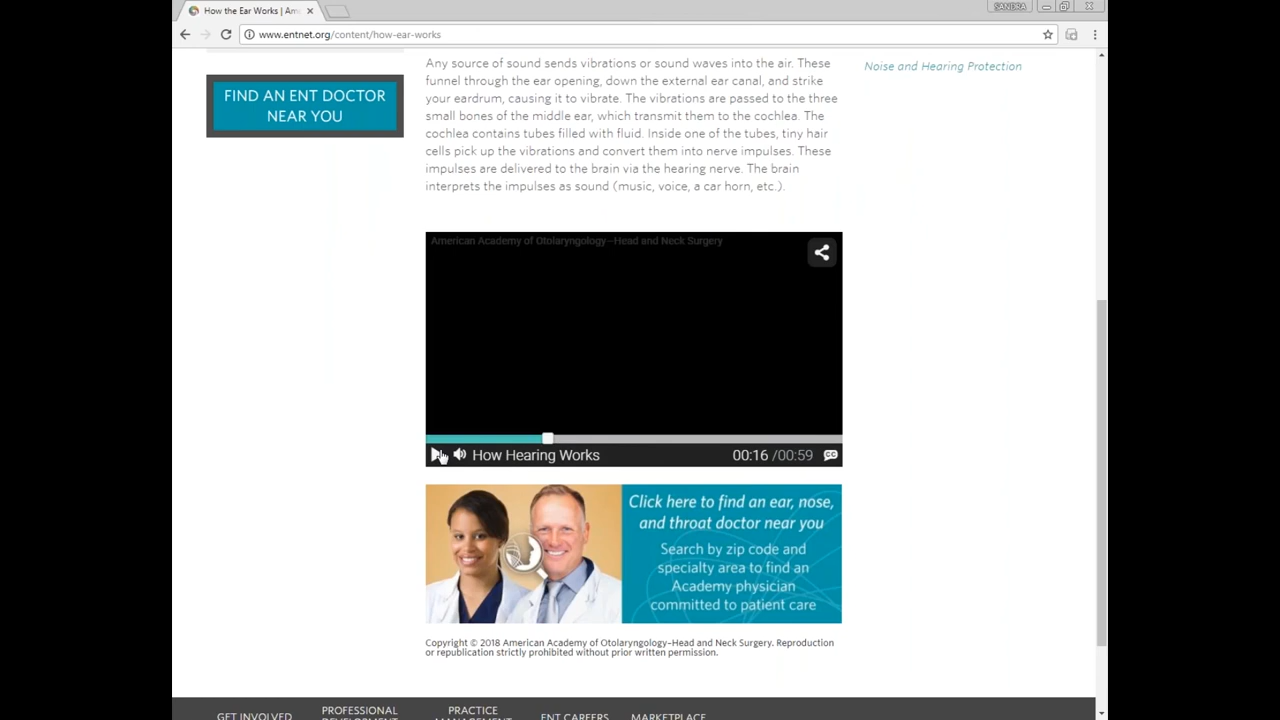 How the Ear Works | Am
SANDRA
www.entnet.org/content/how-ear-works
FIND AN ENT DOCTOR
NEAR YOU
Any source of sound sends vibrations or sound waves into the air. These
funnel through the ear opening, down the external ear canal, and strike
your eardrum, causing it to vibrate. The vibrations are passed to the three
small bones of the middle ear, which transmit them to the cochlea. The
cochlea contains tubes filled with fluid. Inside one of the tubes, tiny hair
cells pick up the vibrations and convert them into nerve impulses. These
impulses are delivered to the brain via the hearing nerve. The brain
interprets the impulses as sound (music, voice, a car horn, etc.).
Noise and Hearing Protection
American Academy of Otolaryngology–Head and Neck Surgery
How Hearing Works
00:16 /00:59
CC
Click here to find an ear, nose,
and throat doctor near you
Search by zip code and
specialty area to find an
Academy physician
committed to patient care
Copyright © 2018 American Academy of Otolaryngology–Head and Neck Surgery. Reproduction
or republication strictly prohibited without prior written permission.
GET INVOLVED
PROFESSIONAL
DEVELOPMENT
PRACTICE
MANAGEMENT
ENT CAREERS
MARKETPLACE